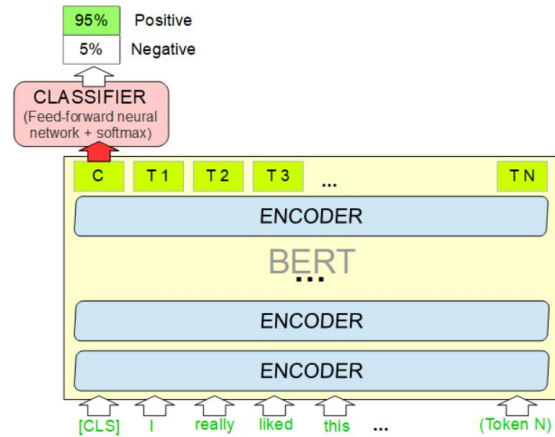 95% Positive
5% Negative
CLASSIFIER
(Feed-forward neural
network + softmax)
C T 1 T 2 T 3 ... T N
ENCODER
BERT
...
ENCODER
ENCODER
[CLS] I really liked this ... (Token N)